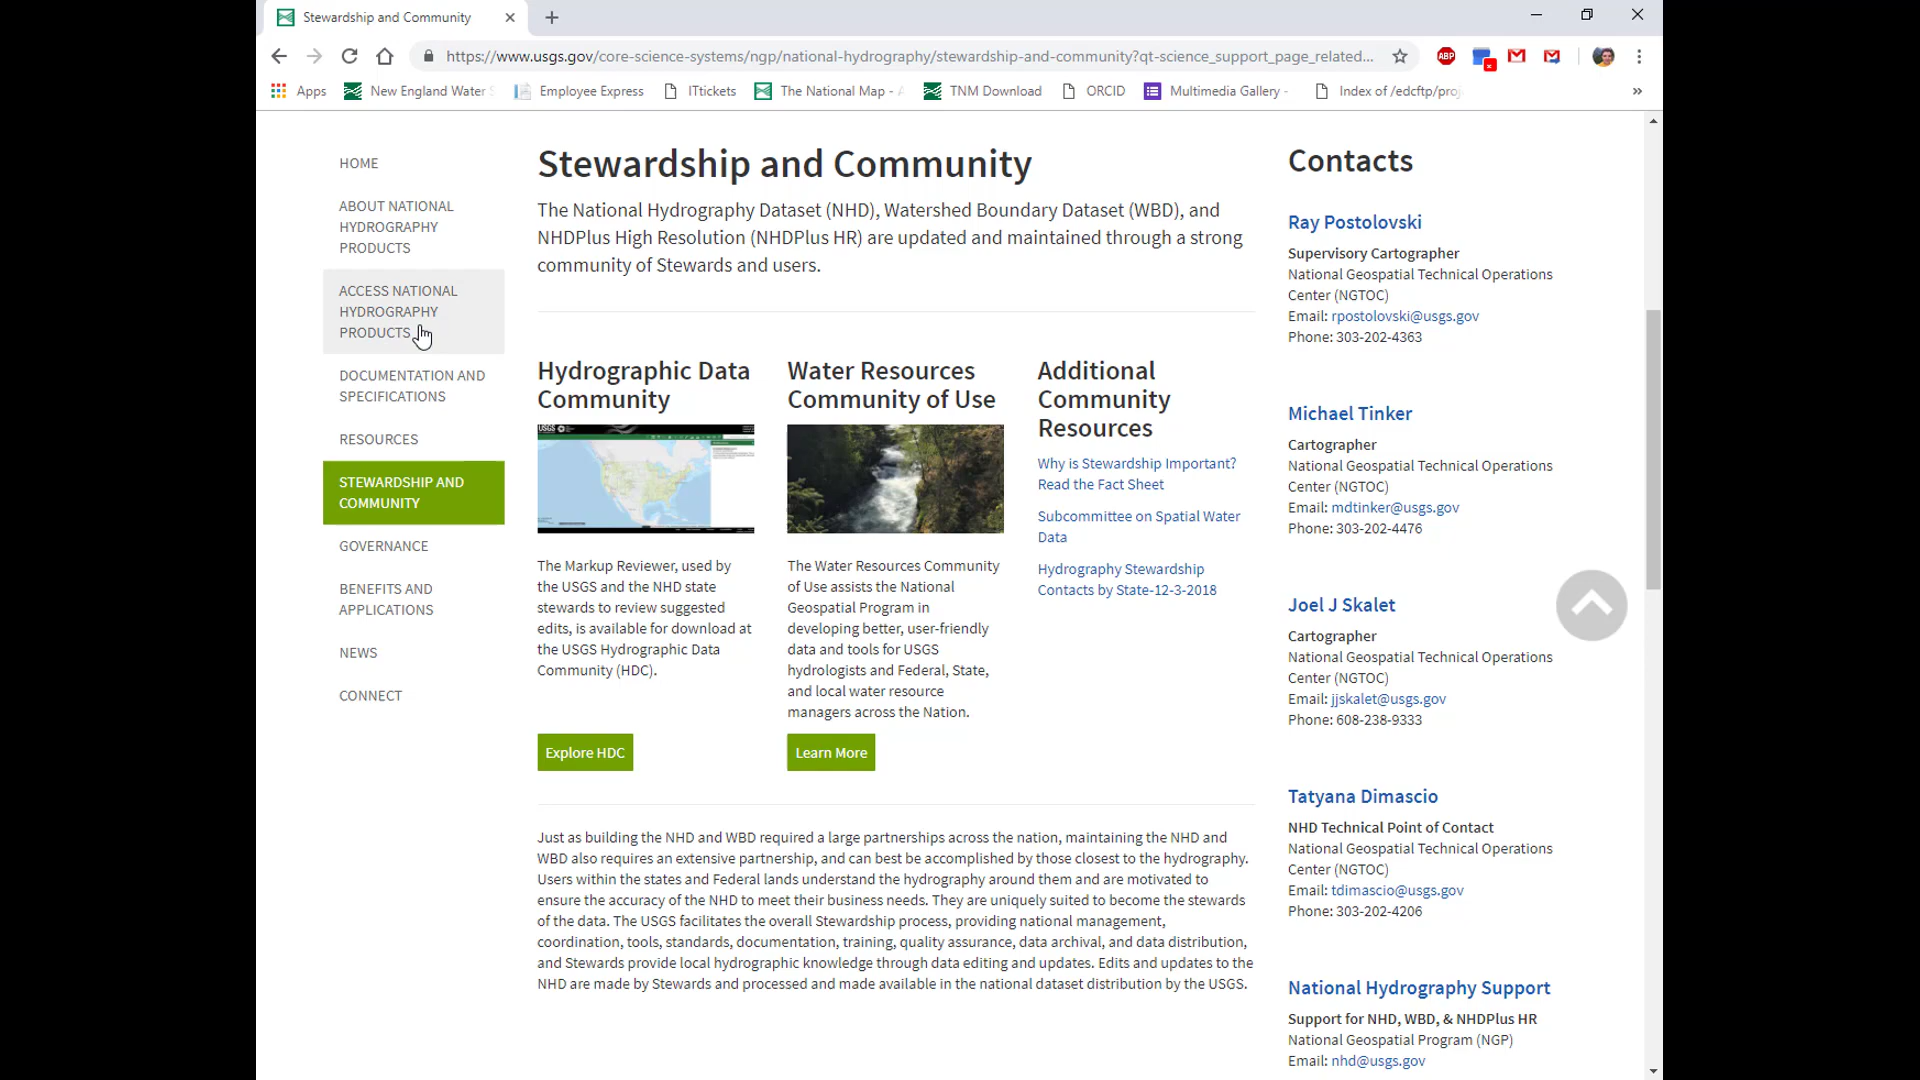 Stewardship and Community
https://www.usgs.gov/core-science-systems/ngp/national-hydrography/stewardship-and-community?qt-science_support_page_related...
ABP
Apps
New England Water
Employee Express
ITtickets
The National Map -
TNM Download
ORCID
Multimedia Gallery -
Index of /edcftp/proj
»
HOME
ABOUT NATIONAL
HYDROGRAPHY
PRODUCTS
ACCESS NATIONAL
HYDROGRAPHY
PRODUCTS
DOCUMENTATION AND
SPECIFICATIONS
RESOURCES
STEWARDSHIP AND
COMMUNITY
GOVERNANCE
BENEFITS AND
APPLICATIONS
NEWS
CONNECT
Stewardship and Community
The National Hydrography Dataset (NHD), Watershed Boundary Dataset (WBD), and
NHDPlus High Resolution (NHDPlus HR) are updated and maintained through a strong
community of Stewards and users.
Hydrographic Data
Community
USGS
The Markup Reviewer, used by
the USGS and the NHD state
stewards to review suggested
edits, is available for download at
the USGS Hydrographic Data
Community (HDC).
Explore HDC
Water Resources
Community of Use
The Water Resources Community
of Use assists the National
Geospatial Program in
developing better, user-friendly
data and tools for USGS
hydrologists and Federal, State,
and local water resource
managers across the Nation.
Learn More
Additional
Community
Resources
Why is Stewardship Important?
Read the Fact Sheet
Subcommittee on Spatial Water
Data
Hydrography Stewardship
Contacts by State-12-3-2018
Just as building the NHD and WBD required a large partnerships across the nation, maintaining the NHD and
WBD also requires an extensive partnership, and can best be accomplished by those closest to the hydrography.
Users within the states and Federal lands understand the hydrography around them and are motivated to
ensure the accuracy of the NHD to meet their business needs. They are uniquely suited to become the stewards
of the data. The USGS facilitates the overall Stewardship process, providing national management,
coordination, tools, standards, documentation, training, quality assurance, data archival, and data distribution,
and Stewards provide local hydrographic knowledge through data editing and updates. Edits and updates to the
NHD are made by Stewards and processed and made available in the national dataset distribution by the USGS.
Contacts
Ray Postolovski
Supervisory Cartographer
National Geospatial Technical Operations
Center (NGTOC)
Email: rpostolovski@usgs.gov
Phone: 303-202-4363
Michael Tinker
Cartographer
National Geospatial Technical Operations
Center (NGTOC)
Email: mdtinker@usgs.gov
Phone: 303-202-4476
Joel J Skalet
Cartographer
National Geospatial Technical Operations
Center (NGTOC)
Email: jjskalet@usgs.gov
Phone: 608-238-9333
Tatyana Dimascio
NHD Technical Point of Contact
National Geospatial Technical Operations
Center (NGTOC)
Email: tdimascio@usgs.gov
Phone: 303-202-4206
National Hydrography Support
Support for NHD, WBD, & NHDPlus HR
National Geospatial Program (NGP)
Email: nhd@usgs.gov